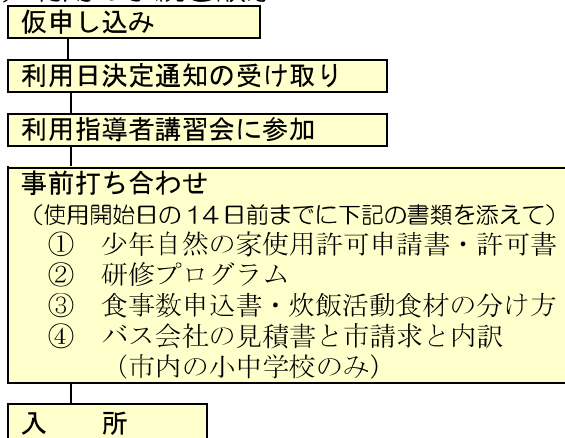 仮申し込み
利用日決定通知の受け取り
利用指導者講習会に参加
事前打ち合わせ
（使用開始日の14日前までに下記の書類を添えて）
① 少年自然の家使用許可申請書・許可書
② 研修プログラム
③ 食事数申込書・炊飯活動食材の分け方
④ バス会社の見積書と市請求と内訳
（市内の小中学校のみ）
入　　所